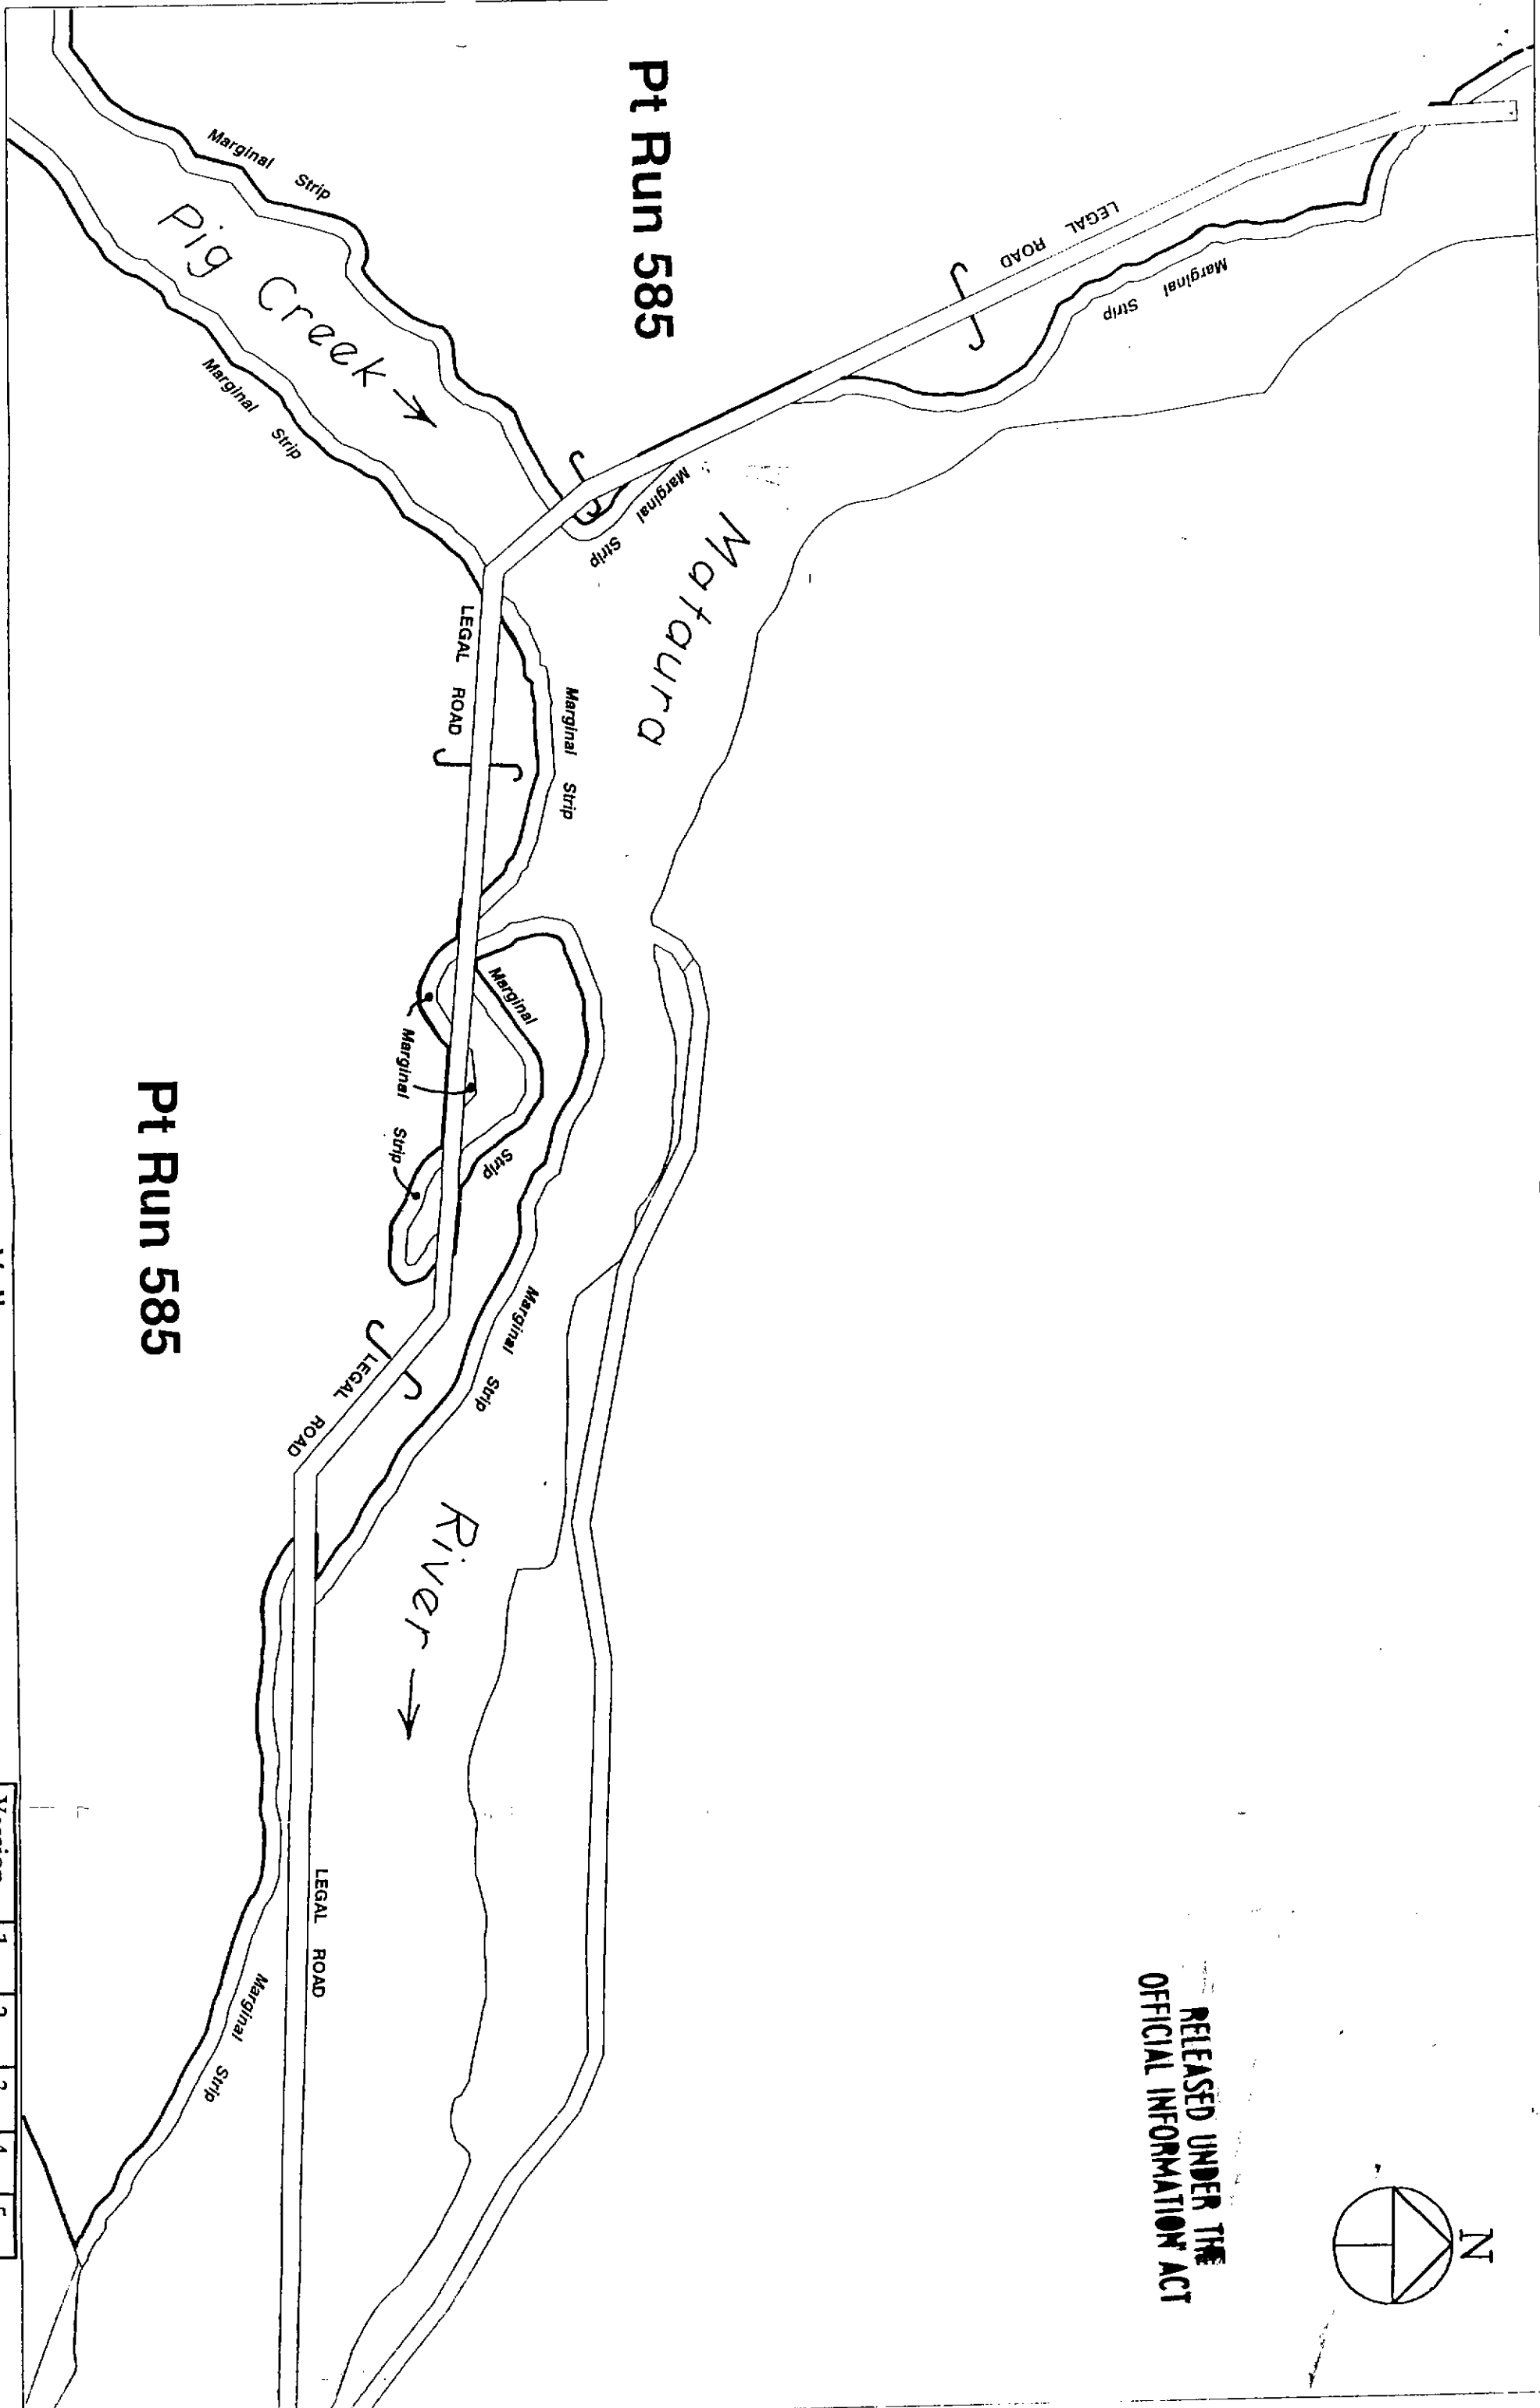 N
RELEASED UNDER THE
OFFICIAL INFORMATION ACT
LEGAL ROAD
Marginal Strip
Pt Run 585
Marginal Strip
Mataura
Marginal Strip
Pig Creek
Marginal Strip
LEGAL ROAD
Marginal Strip
Marginal Strip
Marginal Strip
Marginal Strip
LEGAL ROAD
River
Pt Run 585
LEGAL ROAD
Marginal Strip